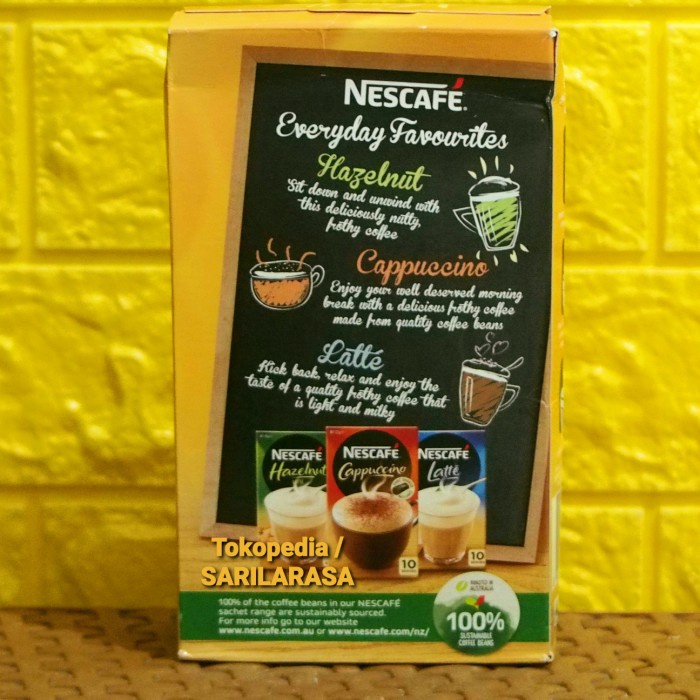 NESCAFÉ®
Everyday Favourites
Hazelnut
Sit down and unwind with
this deliciously nutty,
frothy coffee
Cappuccino
Enjoy your well deserved morning
break with a delicious frothy coffee
made from quality coffee beans
Latté
Kick back, relax and enjoy the
taste of a quality frothy coffee that
is light and milky
NESCAFÉ
Hazelnut
NESCAFÉ
Cappuccino
10
NESCAFÉ
Latté
10
Tokopedia /
SARILARASA
100% of the coffee beans in our NESCAFÉ
sachet range are sustainably sourced.
For more info go to our website
www.nescafe.com.au or www.nescafe.com/nz/
ROASTED IN
AUSTRALIA
100%
SUSTAINABLE
COFFEE BEANS